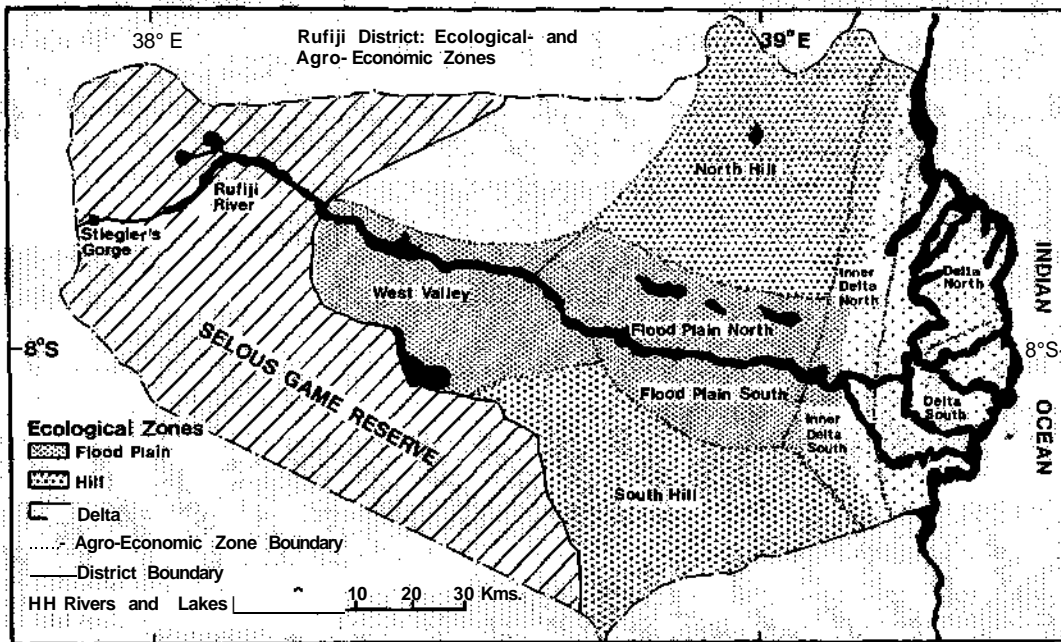 38° E
Rufiji District: Ecological- and
Agro- Economic Zones
39°E
North Hill
Rufiji
River
Stiegler's
Gorge
West Valley
Inner
Delta
North
Delta
North
INDIAN
Flood Plain North
8°S
8°S
SELOUS GAME RESERVE
Flood Plain South
Delta
South
Inner
Delta
South
OCEAN
Ecological Zones
Flood Plain
Hilf
South Hill
Delta
Agro-Economic Zone Boundary
District Boundary
HH Rivers and Lakes
10 20 30 Kms.